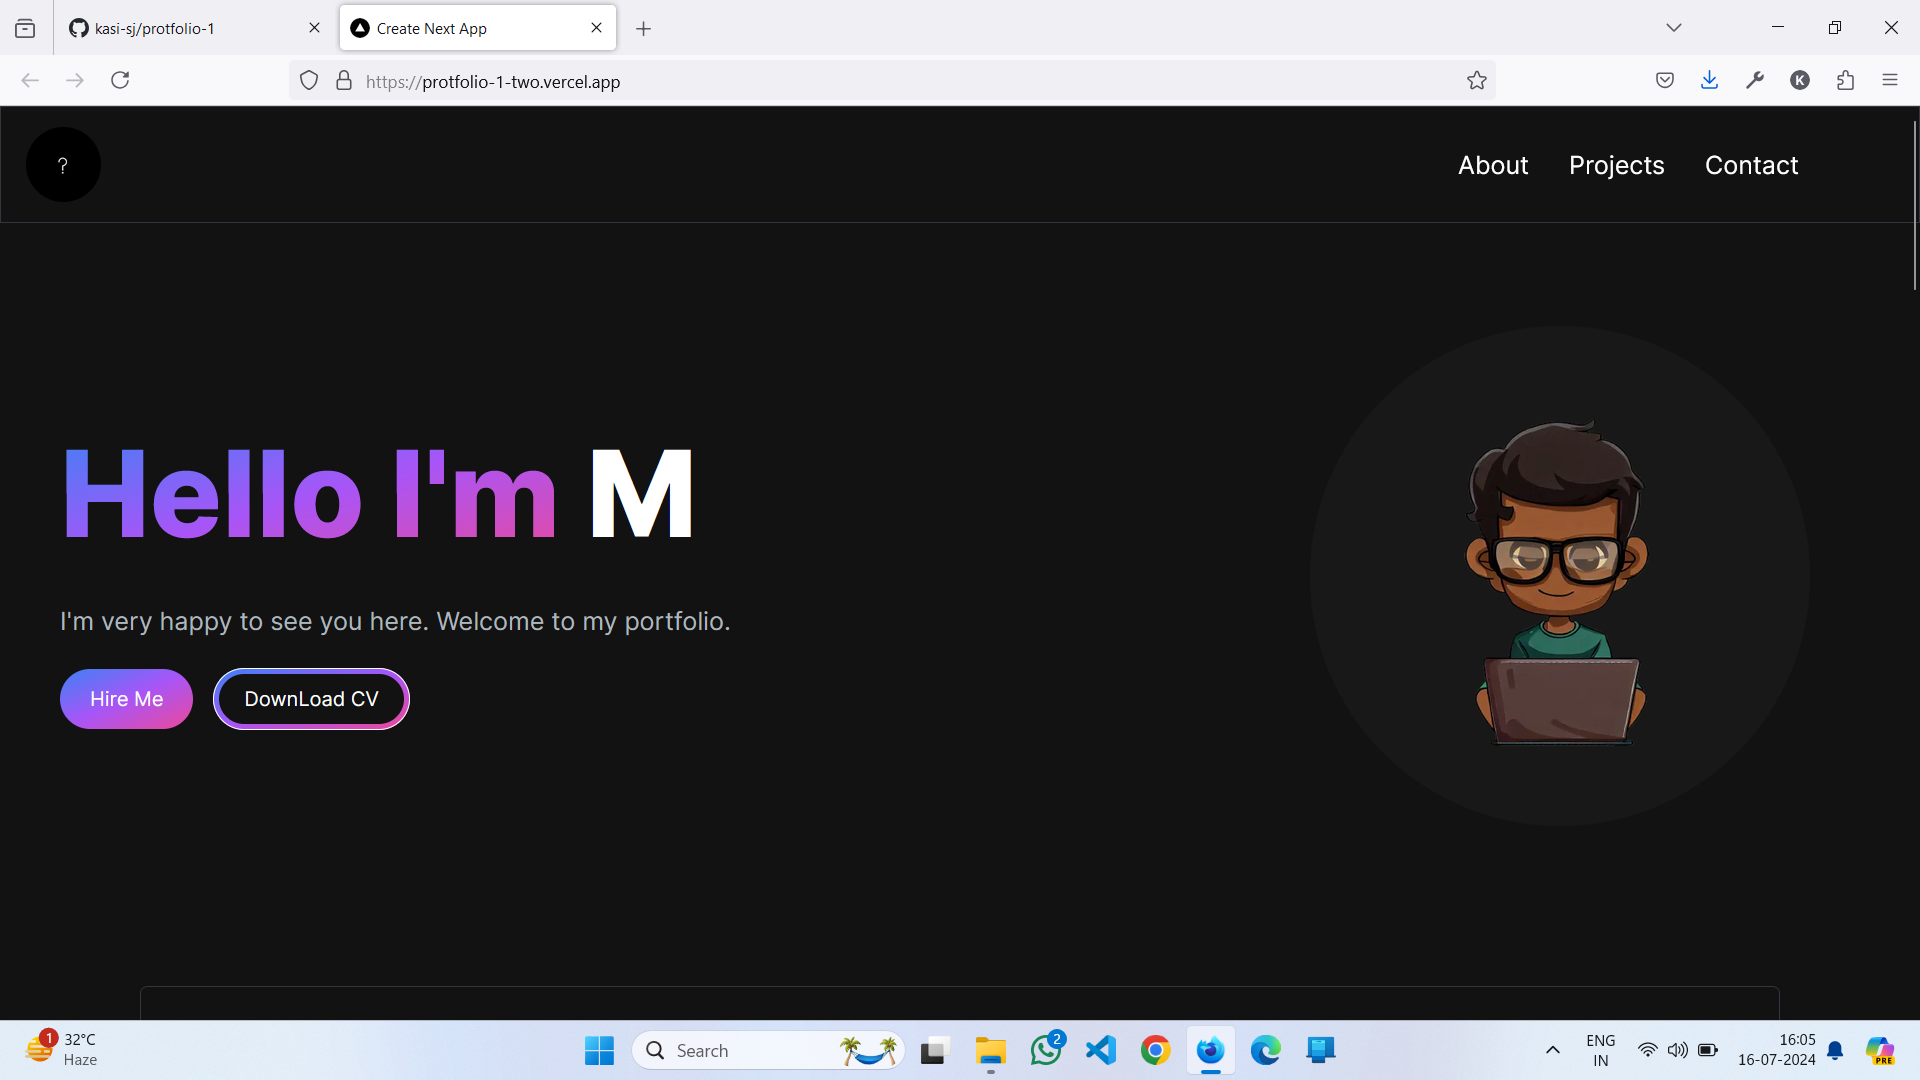 kasi-sj/protfolio-1
Create Next App
https://protfolio-1-two.vercel.app
K
?
About
Projects
Contact
Hello I'm M
I'm very happy to see you here. Welcome to my portfolio.
Hire Me
DownLoad CV
1
32°C
Haze
Search
2
ENG
IN
16:05
16-07-2024
PRE